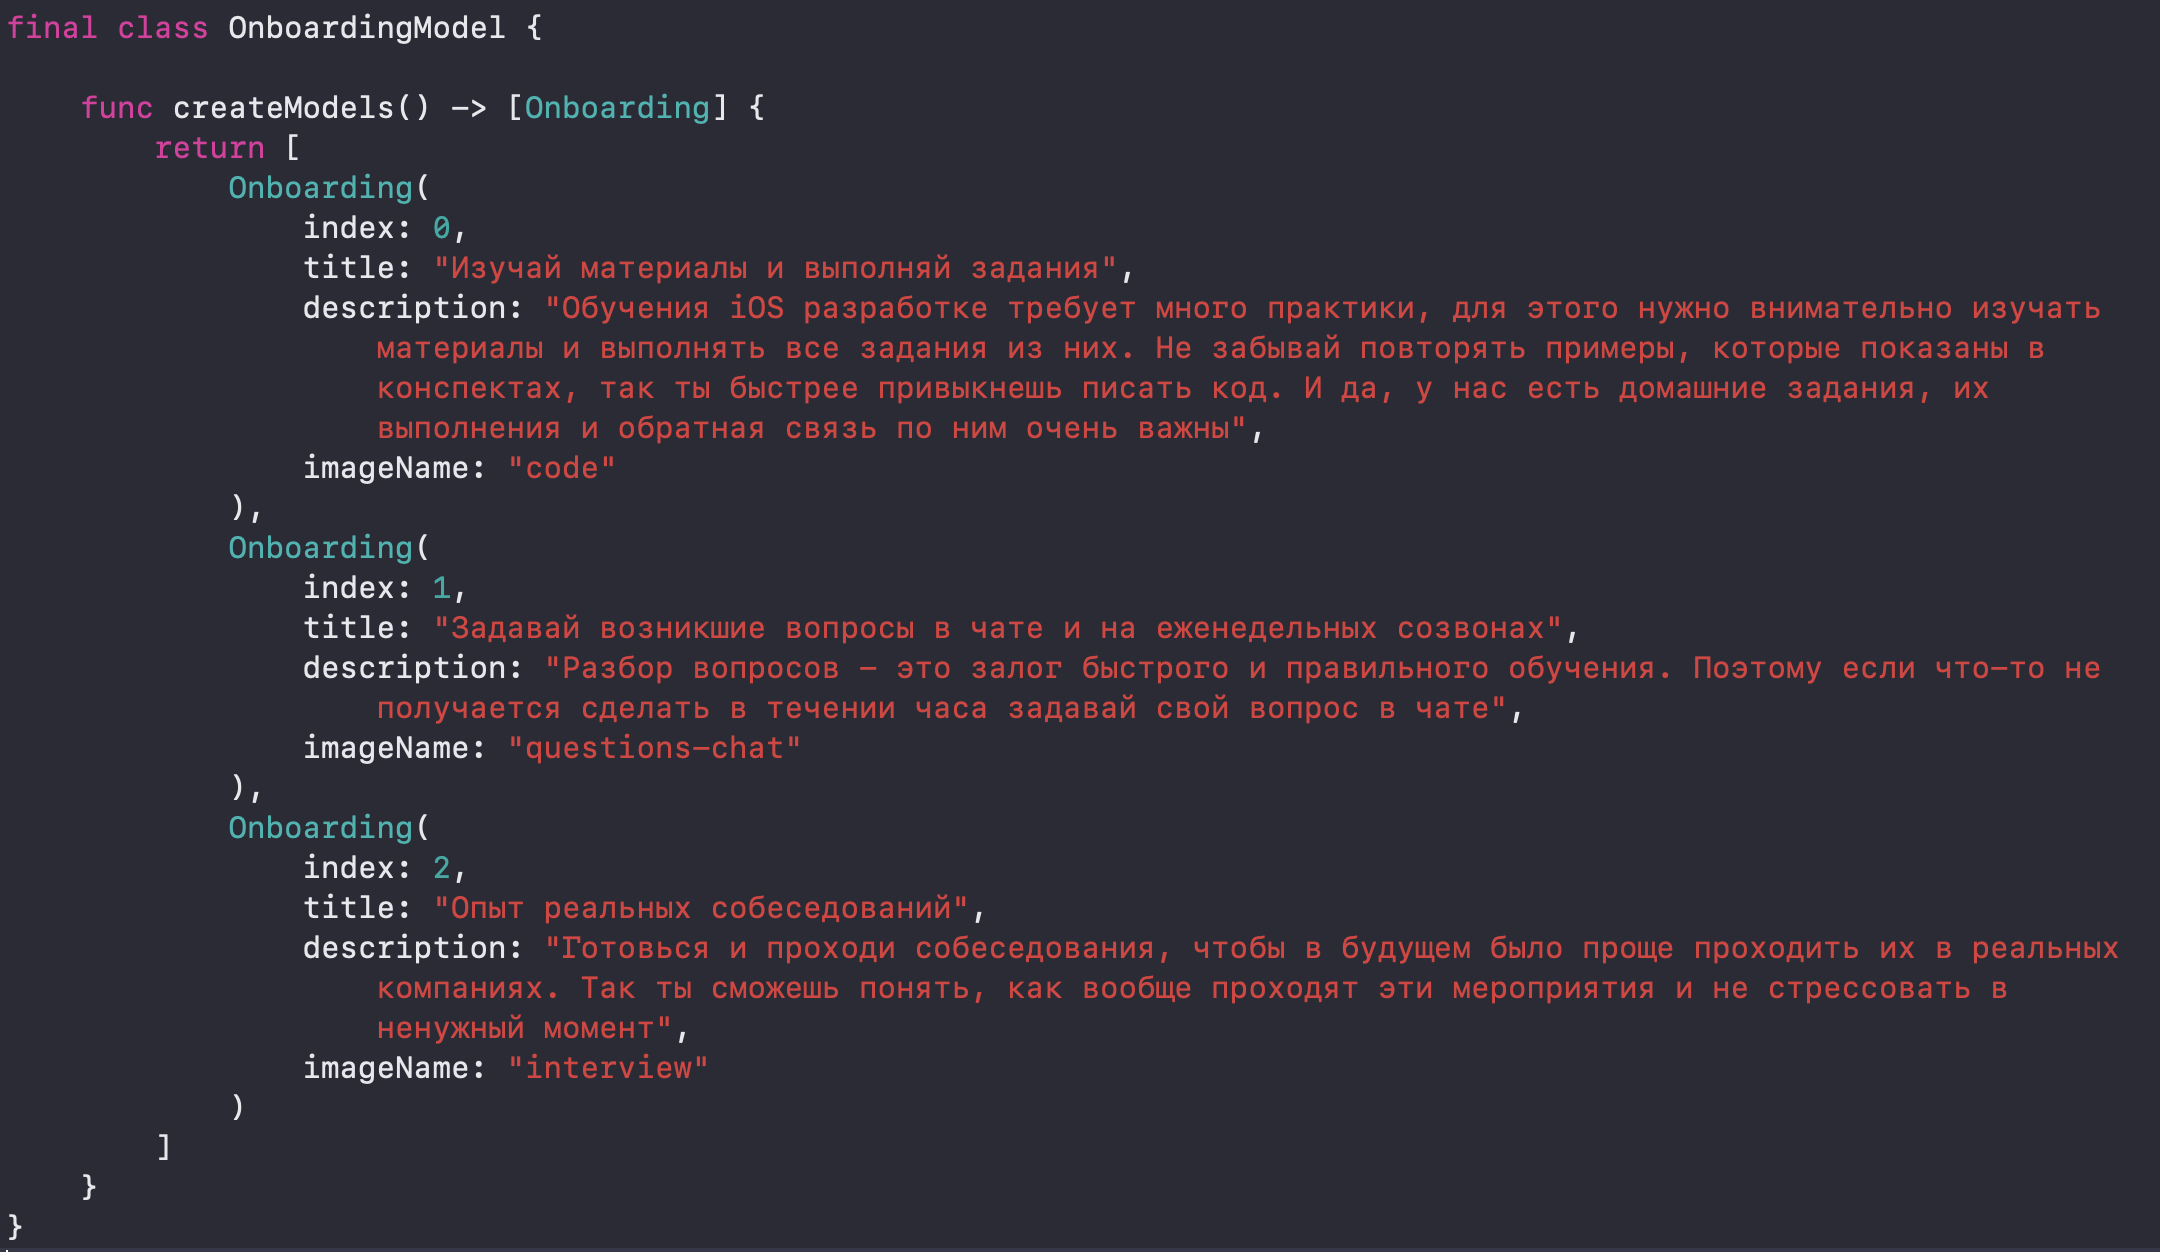 final class OnboardingModel {
func createModels() -> [Onboarding] {
return [
Onboarding(
index: 0,
title: "Изучай материалы и выполняй задания",
description: "Обучения iOS разработке требует много практики, для этого нужно внимательно изучать
материалы и выполнять все задания из них. Не забывай повторять примеры, которые показаны в
конспектах, так ты быстрее привыкнешь писать код. И да, у нас есть домашние задания, их
выполнения и обратная связь по ним очень важны",
imageName: "code"
),
Onboarding(
index: 1,
title: "Задавай возникшие вопросы в чате и на еженедельных созвонах",
description: "Разбор вопросов – это залог быстрого и правильного обучения. Поэтому если что-то не
получается сделать в течении часа задавай свой вопрос в чате",
imageName: "questions-chat"
),
Onboarding(
index: 2,
title: "Опыт реальных собеседований",
description: "Готовься и проходи собеседования, чтобы в будущем было проще проходить их в реальных
компаниях. Так ты сможешь понять, как вообще проходят эти мероприятия и не стрессовать в
ненужный момент",
imageName: "interview"
)
]
}
}